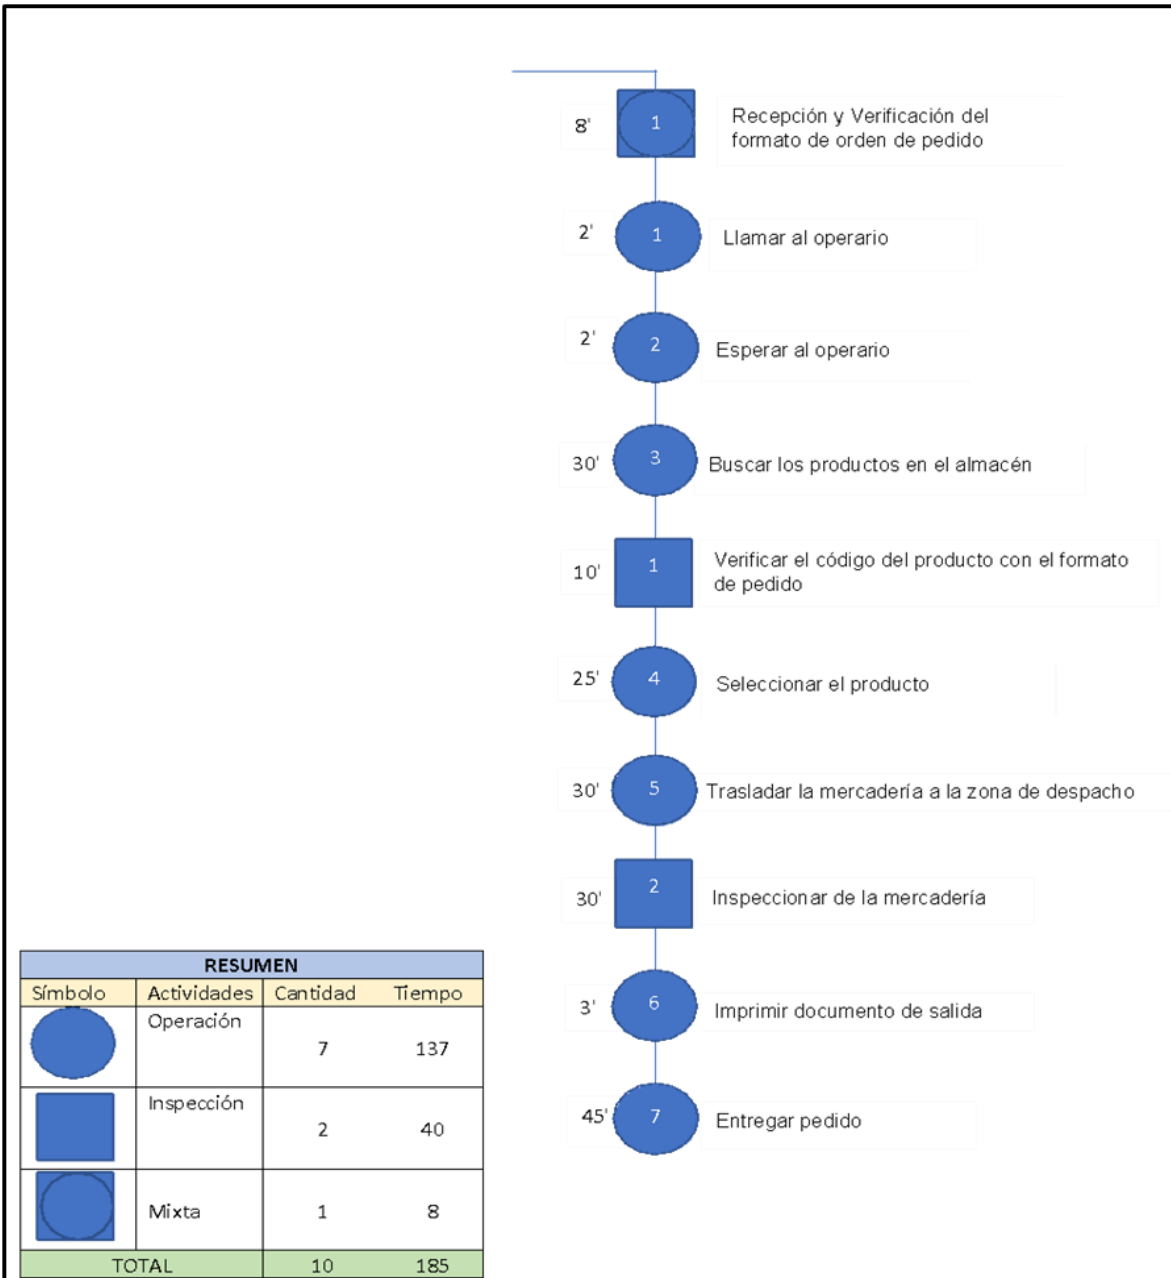 8'
1
Recepción y Verificación del
formato de orden de pedido
2'
1
Llamar al operario
2'
2
Esperar al operario
30'
3
Buscar los productos en el almacén
10'
1
Verificar el código del producto con el formato
de pedido
25'
4
Seleccionar el producto
30'
5
Trasladar la mercadería a la zona de despacho
30'
2
Inspeccionar de la mercadería
3'
6
Imprimir documento de salida
45'
7
Entregar pedido
RESUMEN
Símbolo Actividades Cantidad Tiempo
Operación 7 137
Inspección 2 40
Mixta 1 8
TOTAL 10 185